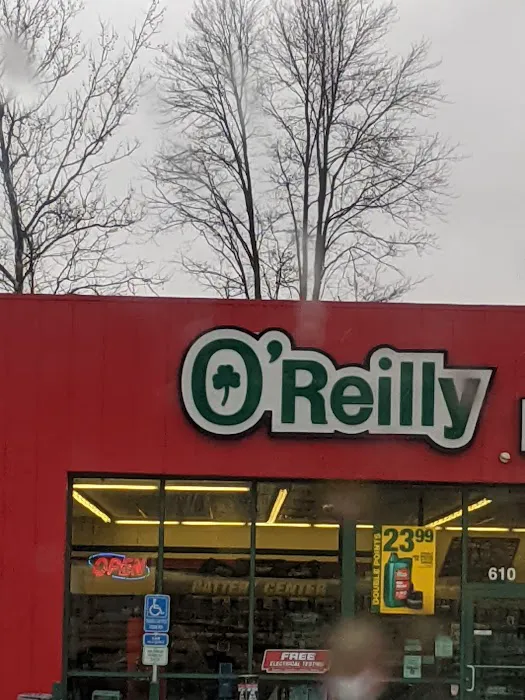 O'Reilly
OPEN
BATTERY CENTER
DOUBLE POINTS
23.99
610
FREE
ELECTRICAL TESTING